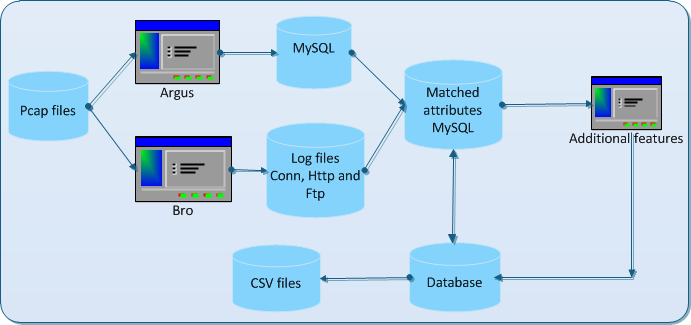 Pcap files
Argus
MySQL
Bro
Log files
Conn, Http and
Ftp
Matched
attributes
MySQL
Additional features
Database
CSV files